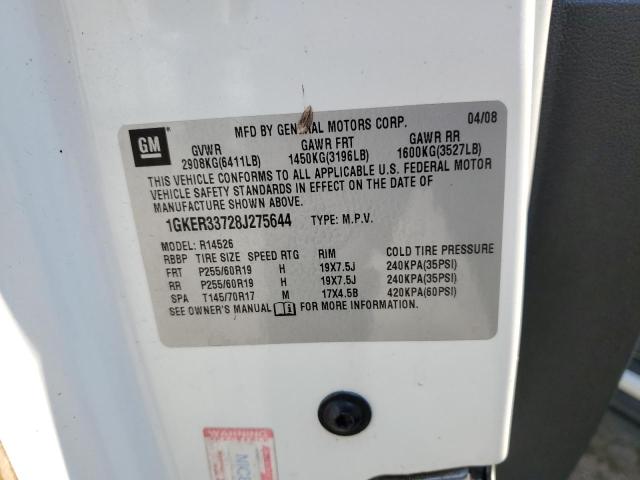 MFD BY GENERAL MOTORS CORP. 04/08
GM
GVWR GAWR FRT GAWR RR
2908KG(6411LB) 1450KG(3196LB) 1600KG(3527LB)
THIS VEHICLE CONFORMS TO ALL APPLICABLE U.S. FEDERAL MOTOR
VEHICLE SAFETY STANDARDS IN EFFECT ON THE DATE OF
MANUFACTURE SHOWN ABOVE.
1GKER33728J275644 TYPE: M.P.V.
MODEL: R14526
RBBP TIRE SIZE SPEED RTG RIM COLD TIRE PRESSURE
FRT P255/60R19 H 19X7.5J 240KPA(35PSI)
RR P255/60R19 H 19X7.5J 240KPA(35PSI)
SPA T145/70R17 M 17X4.5B 420KPA(60PSI)
SEE OWNER'S MANUAL FOR MORE INFORMATION.
WARNING